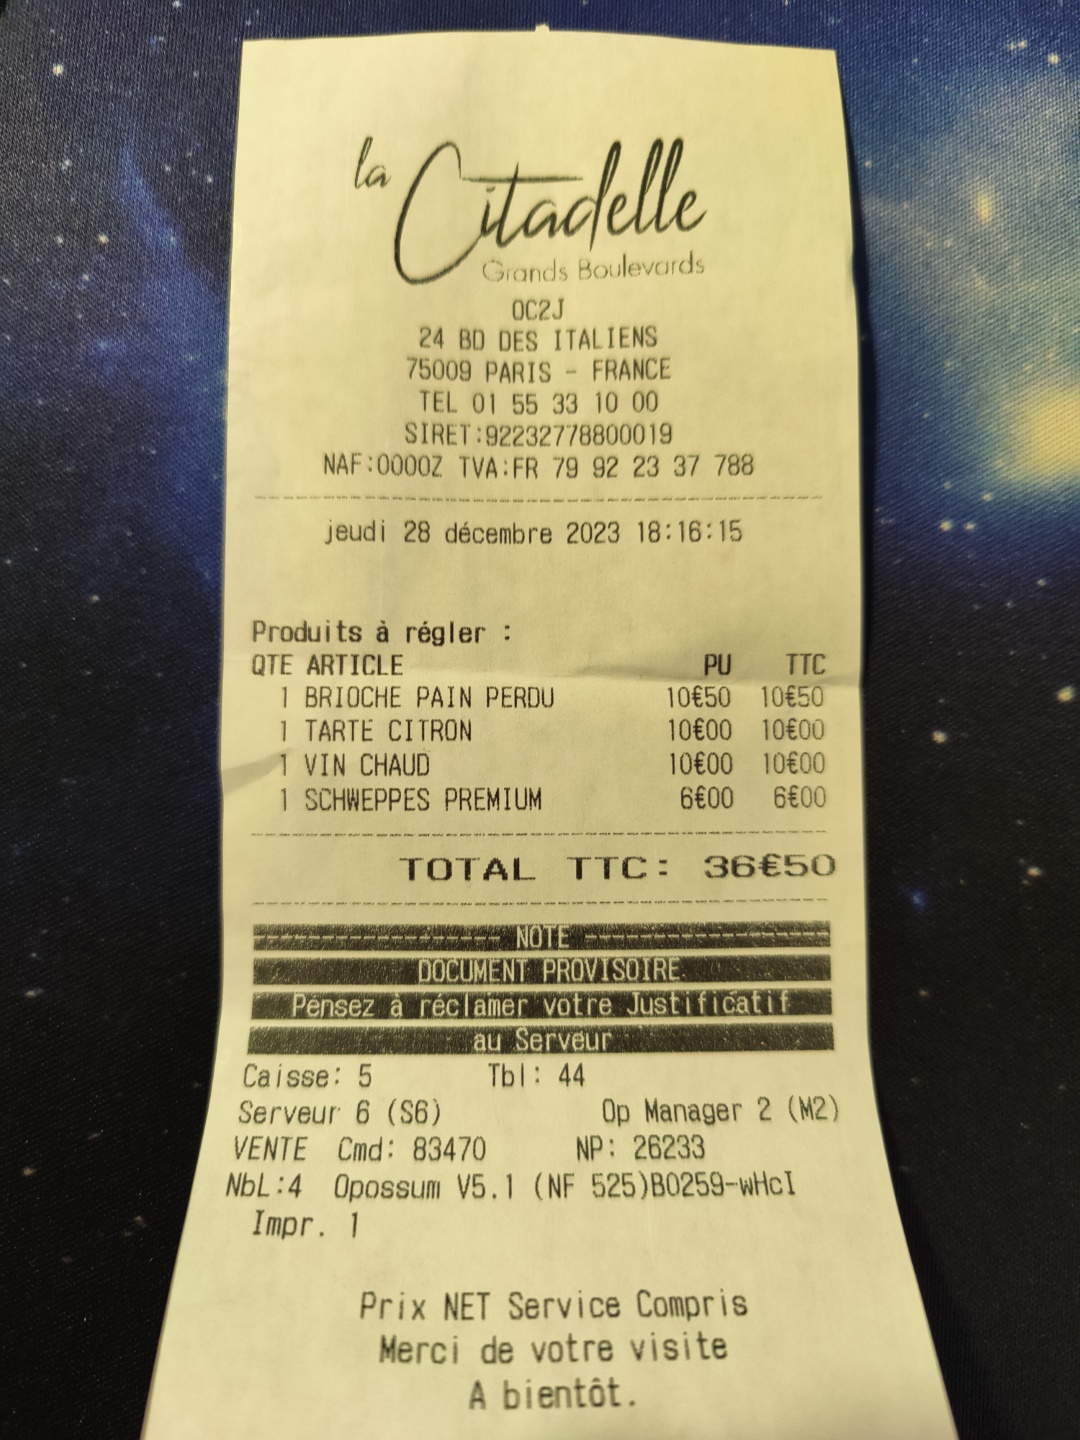 la Citadelle
Grands Boulevards
OC2J
24 BD DES ITALIENS
75009 PARIS - FRANCE
TEL 01 55 33 10 00
SIRET:92232778800019
NAF:0000Z TVA:FR 79 92 23 37 788
jeudi 28 décembre 2023 18:16:15
Produits à régler :
QTE ARTICLE PU TTC
1 BRIOCHE PAIN PERDU 10€50 10€50
1 TARTE CITRON 10€00 10€00
1 VIN CHAUD 10€00 10€00
1 SCHWEPPES PREMIUM 6€00 6€00
TOTAL TTC: 36€50
---------------- NOTE ----------------
DOCUMENT PROVISOIRE
Pensez à réclamer votre Justificatif
au Serveur
Caisse: 5 Tbl: 44
Serveur 6 (S6) Op Manager 2 (M2)
VENTE Cmd: 83470 NP: 26233
NbL:4 Opossum V5.1 (NF 525)B0259-wHcI
Impr. 1
Prix NET Service Compris
Merci de votre visite
A bientôt.